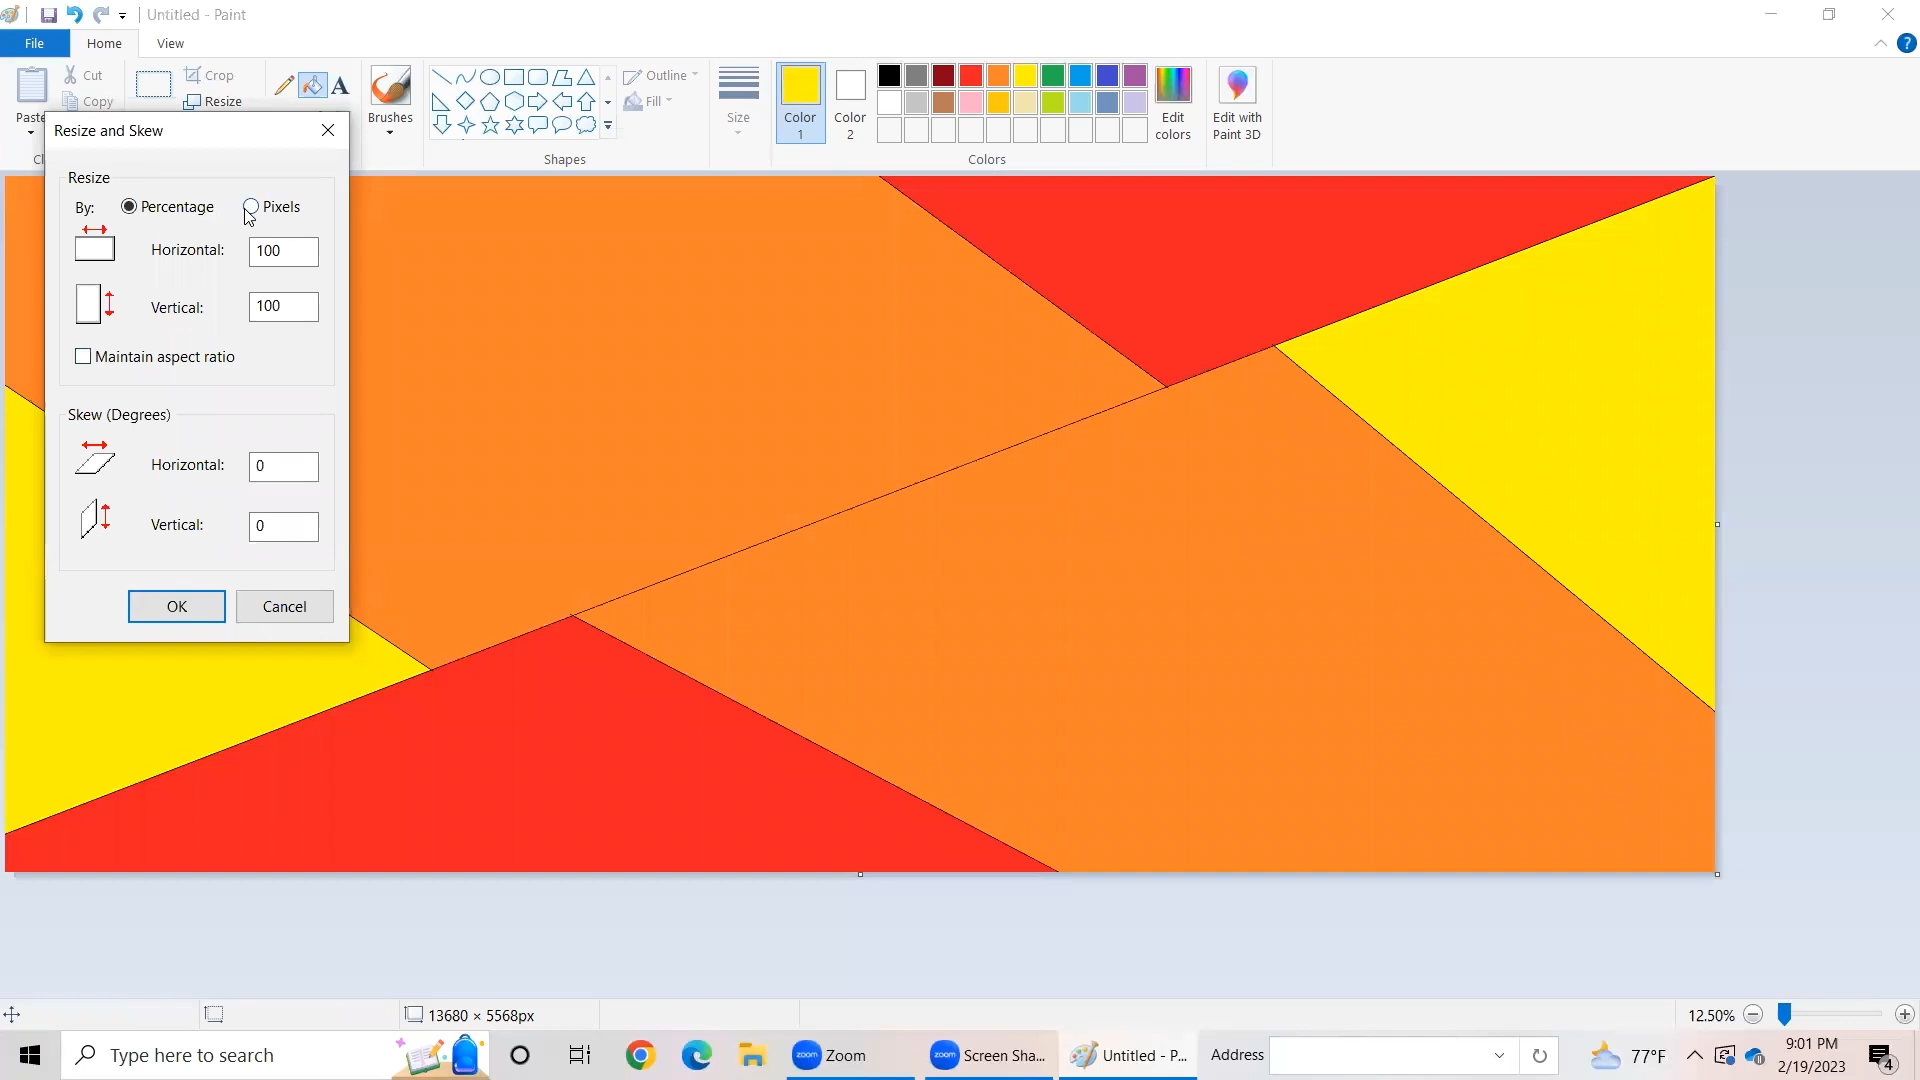 Untitled - Paint
File
Home
View
?
Paste
Cut
Copy
Crop
Resize
A
Brushes
Outline
Fill
Shapes
Size
Color
1
Color
2
Edit
colors
Edit with
Paint 3D
Colors
Resize and Skew
Resize
By:
Percentage
Pixels
Horizontal:
100
Vertical:
100
Maintain aspect ratio
Skew (Degrees)
Horizontal:
0
Vertical:
0
OK
Cancel
13680 × 5568px
12.50%
Type here to search
zoom
Zoom
zoom
Screen Sha...
Untitled - P...
Address
77°F
9:01 PM
2/19/2023
4